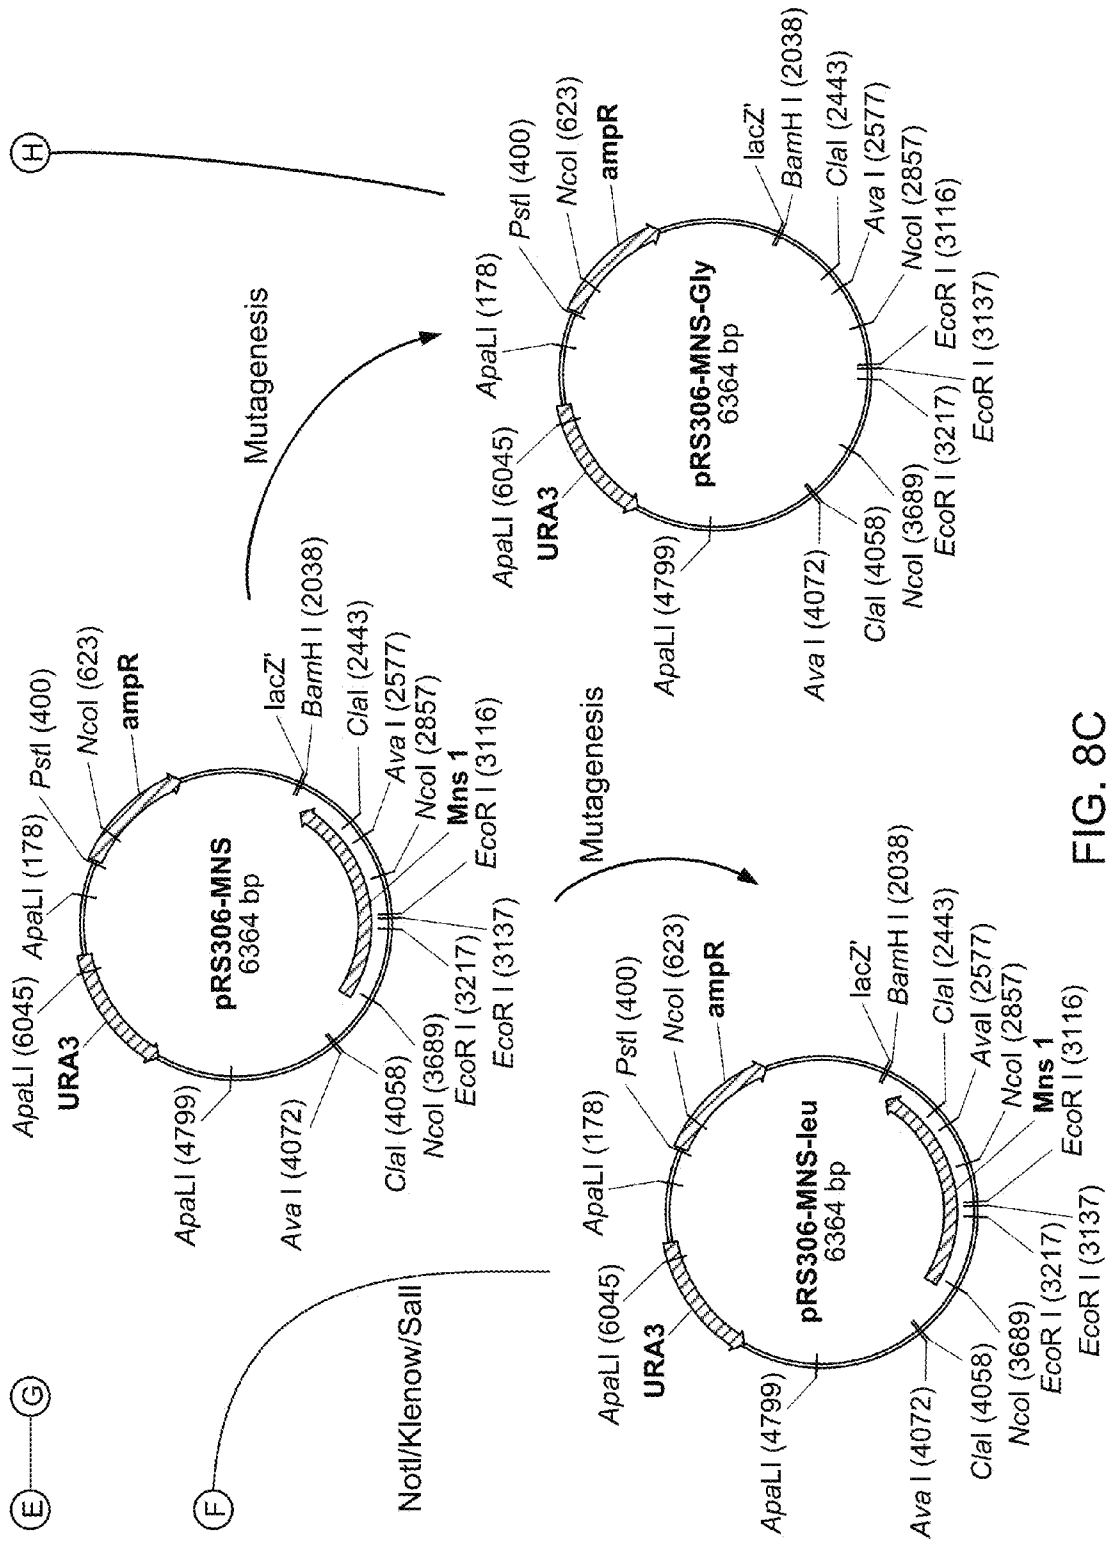 E
G
F
H
NotI/Klenow/SalI
Mutagenesis
Mutagenesis
ApaLI (6045)
URA3
ApaLI (4799)
Ava I (4072)
ClaI (4058)
NcoI (3689)
EcoR I (3217)
EcoR I (3137)
ApaLI (178)
PstI (400)
NcoI (623)
ampR
pRS306-MNS
6364 bp
lacZ'
BamH I (2038)
ClaI (2443)
Ava I (2577)
NcoI (2857)
Mns 1
EcoR I (3116)
ApaLI (6045)
URA3
ApaLI (4799)
Ava I (4072)
ClaI (4058)
NcoI (3689)
EcoR I (3217)
EcoR I (3137)
ApaLI (178)
PstI (400)
NcoI (623)
ampR
pRS306-MNS-leu
6364 bp
lacZ'
BamH I (2038)
ClaI (2443)
AvaI (2577)
NcoI (2857)
Mns 1
EcoR I (3116)
ApaLI (6045)
URA3
ApaLI (4799)
Ava I (4072)
ClaI (4058)
NcoI (3689)
EcoR I (3217)
EcoR I (3137)
ApaLI (178)
PstI (400)
NcoI (623)
ampR
pRS306-MNS-Gly
6364 bp
lacZ'
BamH I (2038)
ClaI (2443)
Ava I (2577)
NcoI (2857)
EcoR I (3116)
FIG. 8C